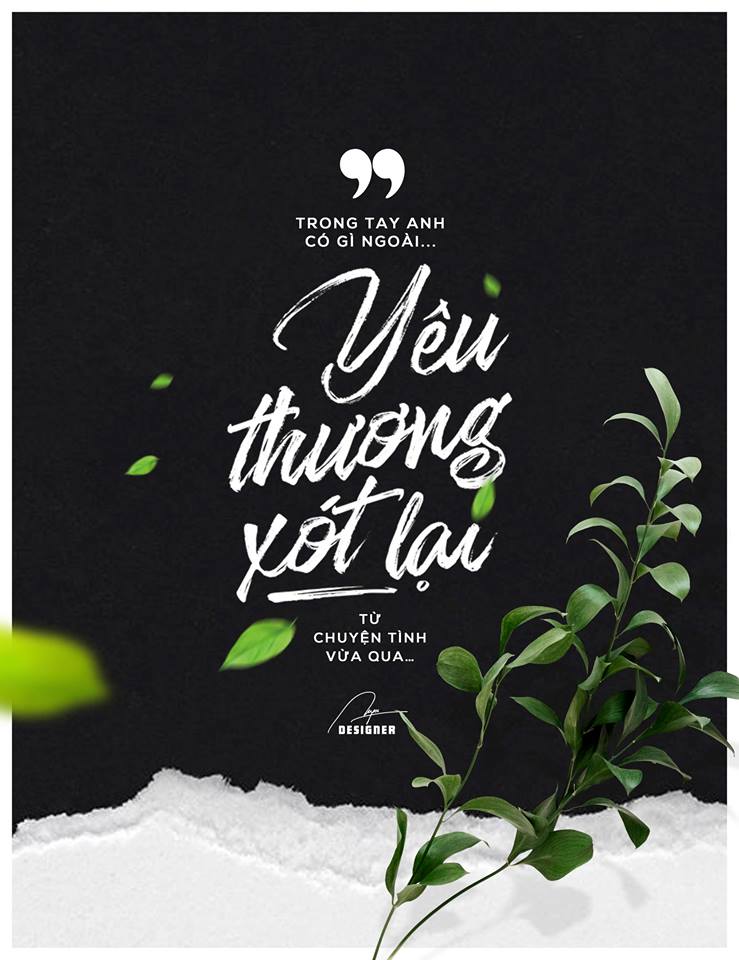 ”
TRONG TAY ANH
CÓ GÌ NGOÀI...
Yêu
thương
xót lại
TỪ
CHUYỆN TÌNH
VỪA QUA...
DESIGNER